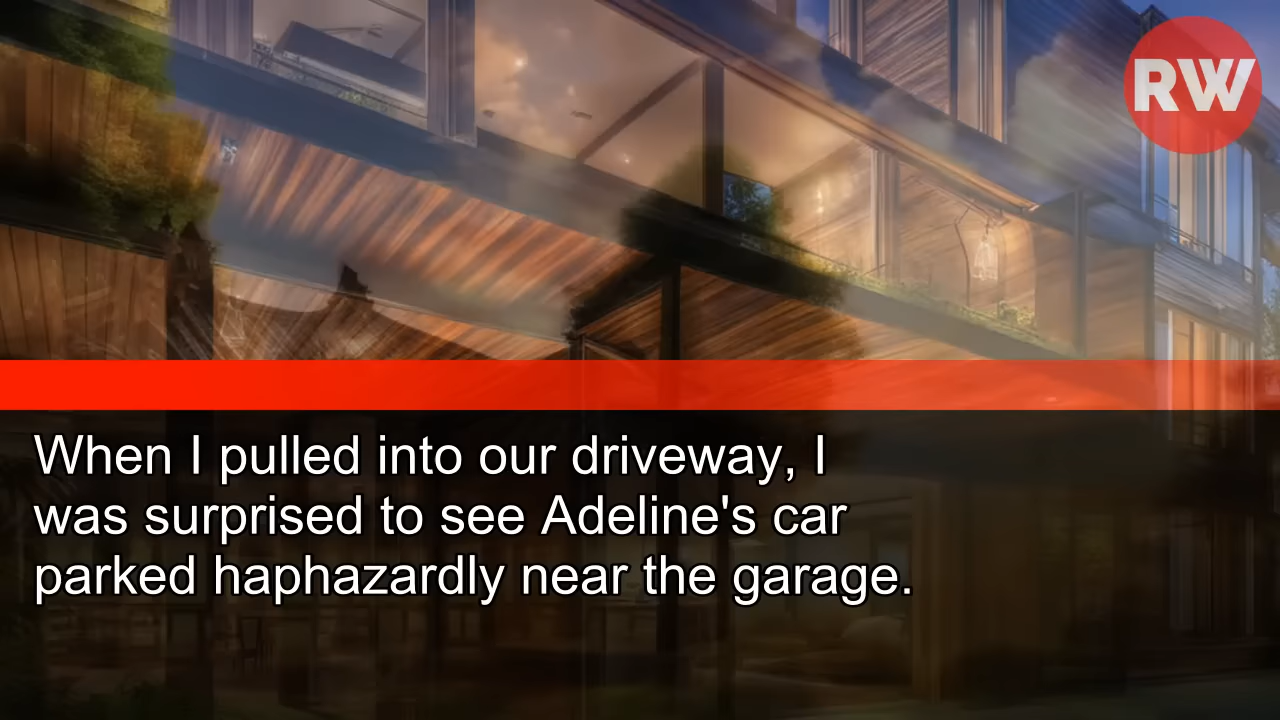 RW
When I pulled into our driveway, I
was surprised to see Adeline's car
parked haphazardly near the garage.